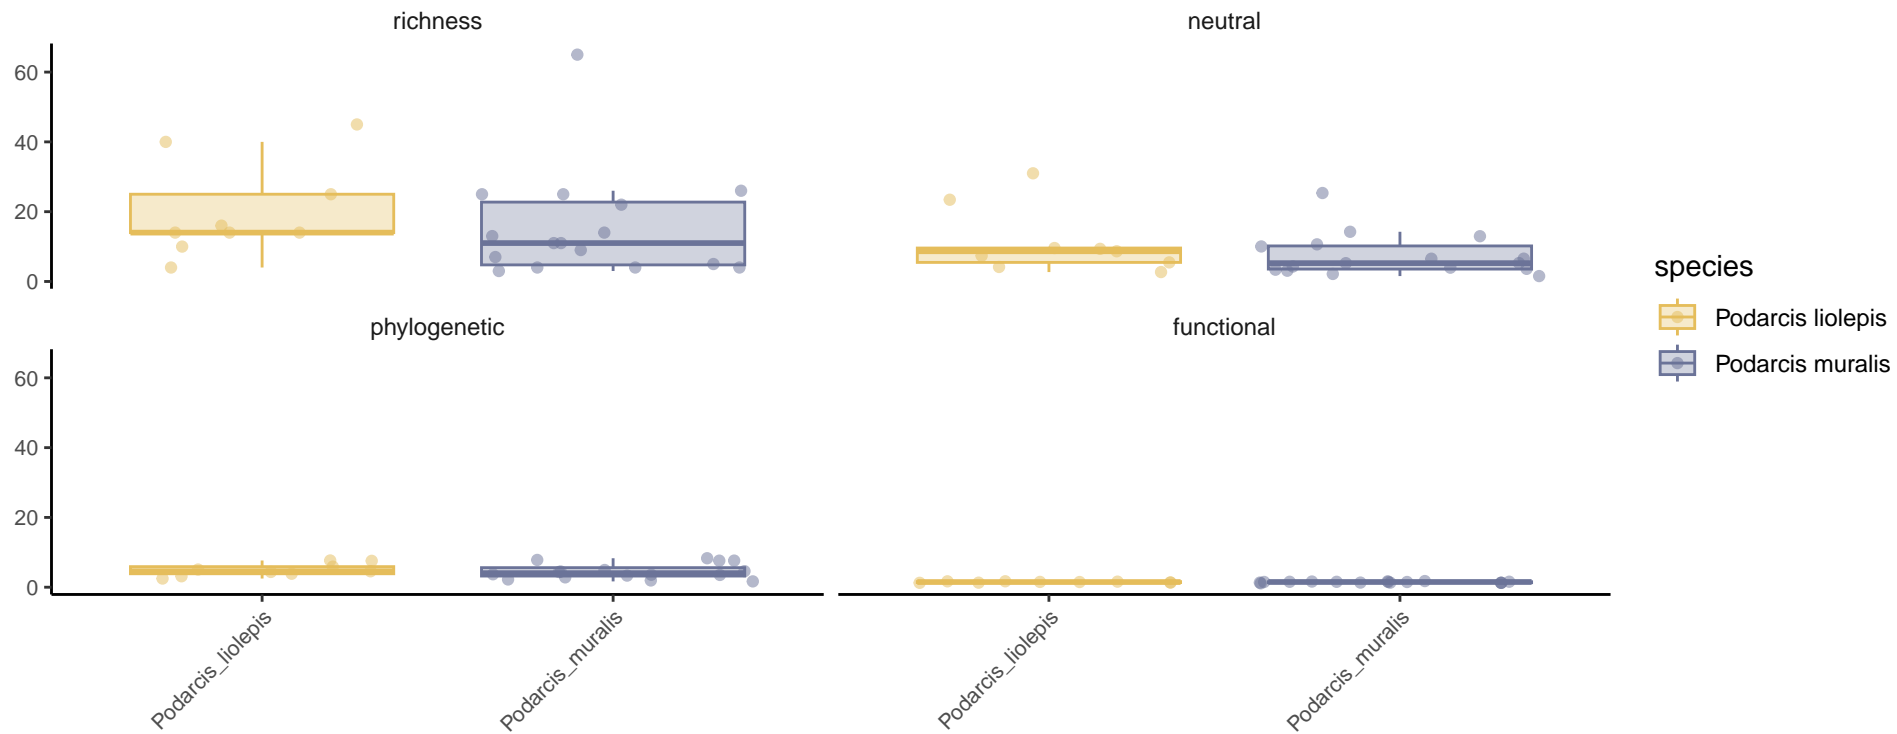 richness
neutral
60
40
20
0
phylogenetic
functional
60
40
20
0
Podarcis_liolepis
Podarcis_muralis
Podarcis_liolepis
Podarcis_muralis
species
Podarcis liolepis
Podarcis muralis